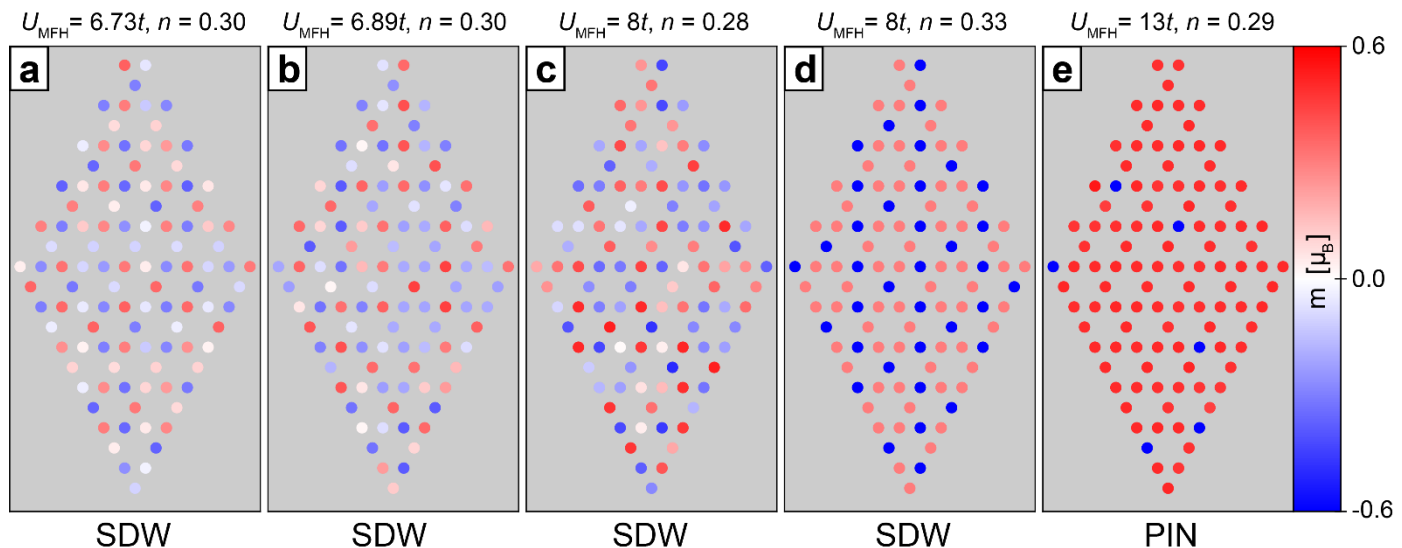 U_MFH = 6.73t, n = 0.30
U_MFH = 6.89t, n = 0.30
U_MFH = 8t, n = 0.28
U_MFH = 8t, n = 0.33
U_MFH = 13t, n = 0.29
a
b
c
d
e
0.6
0.0
-0.6
m [μ_B]
SDW
SDW
SDW
SDW
PIN